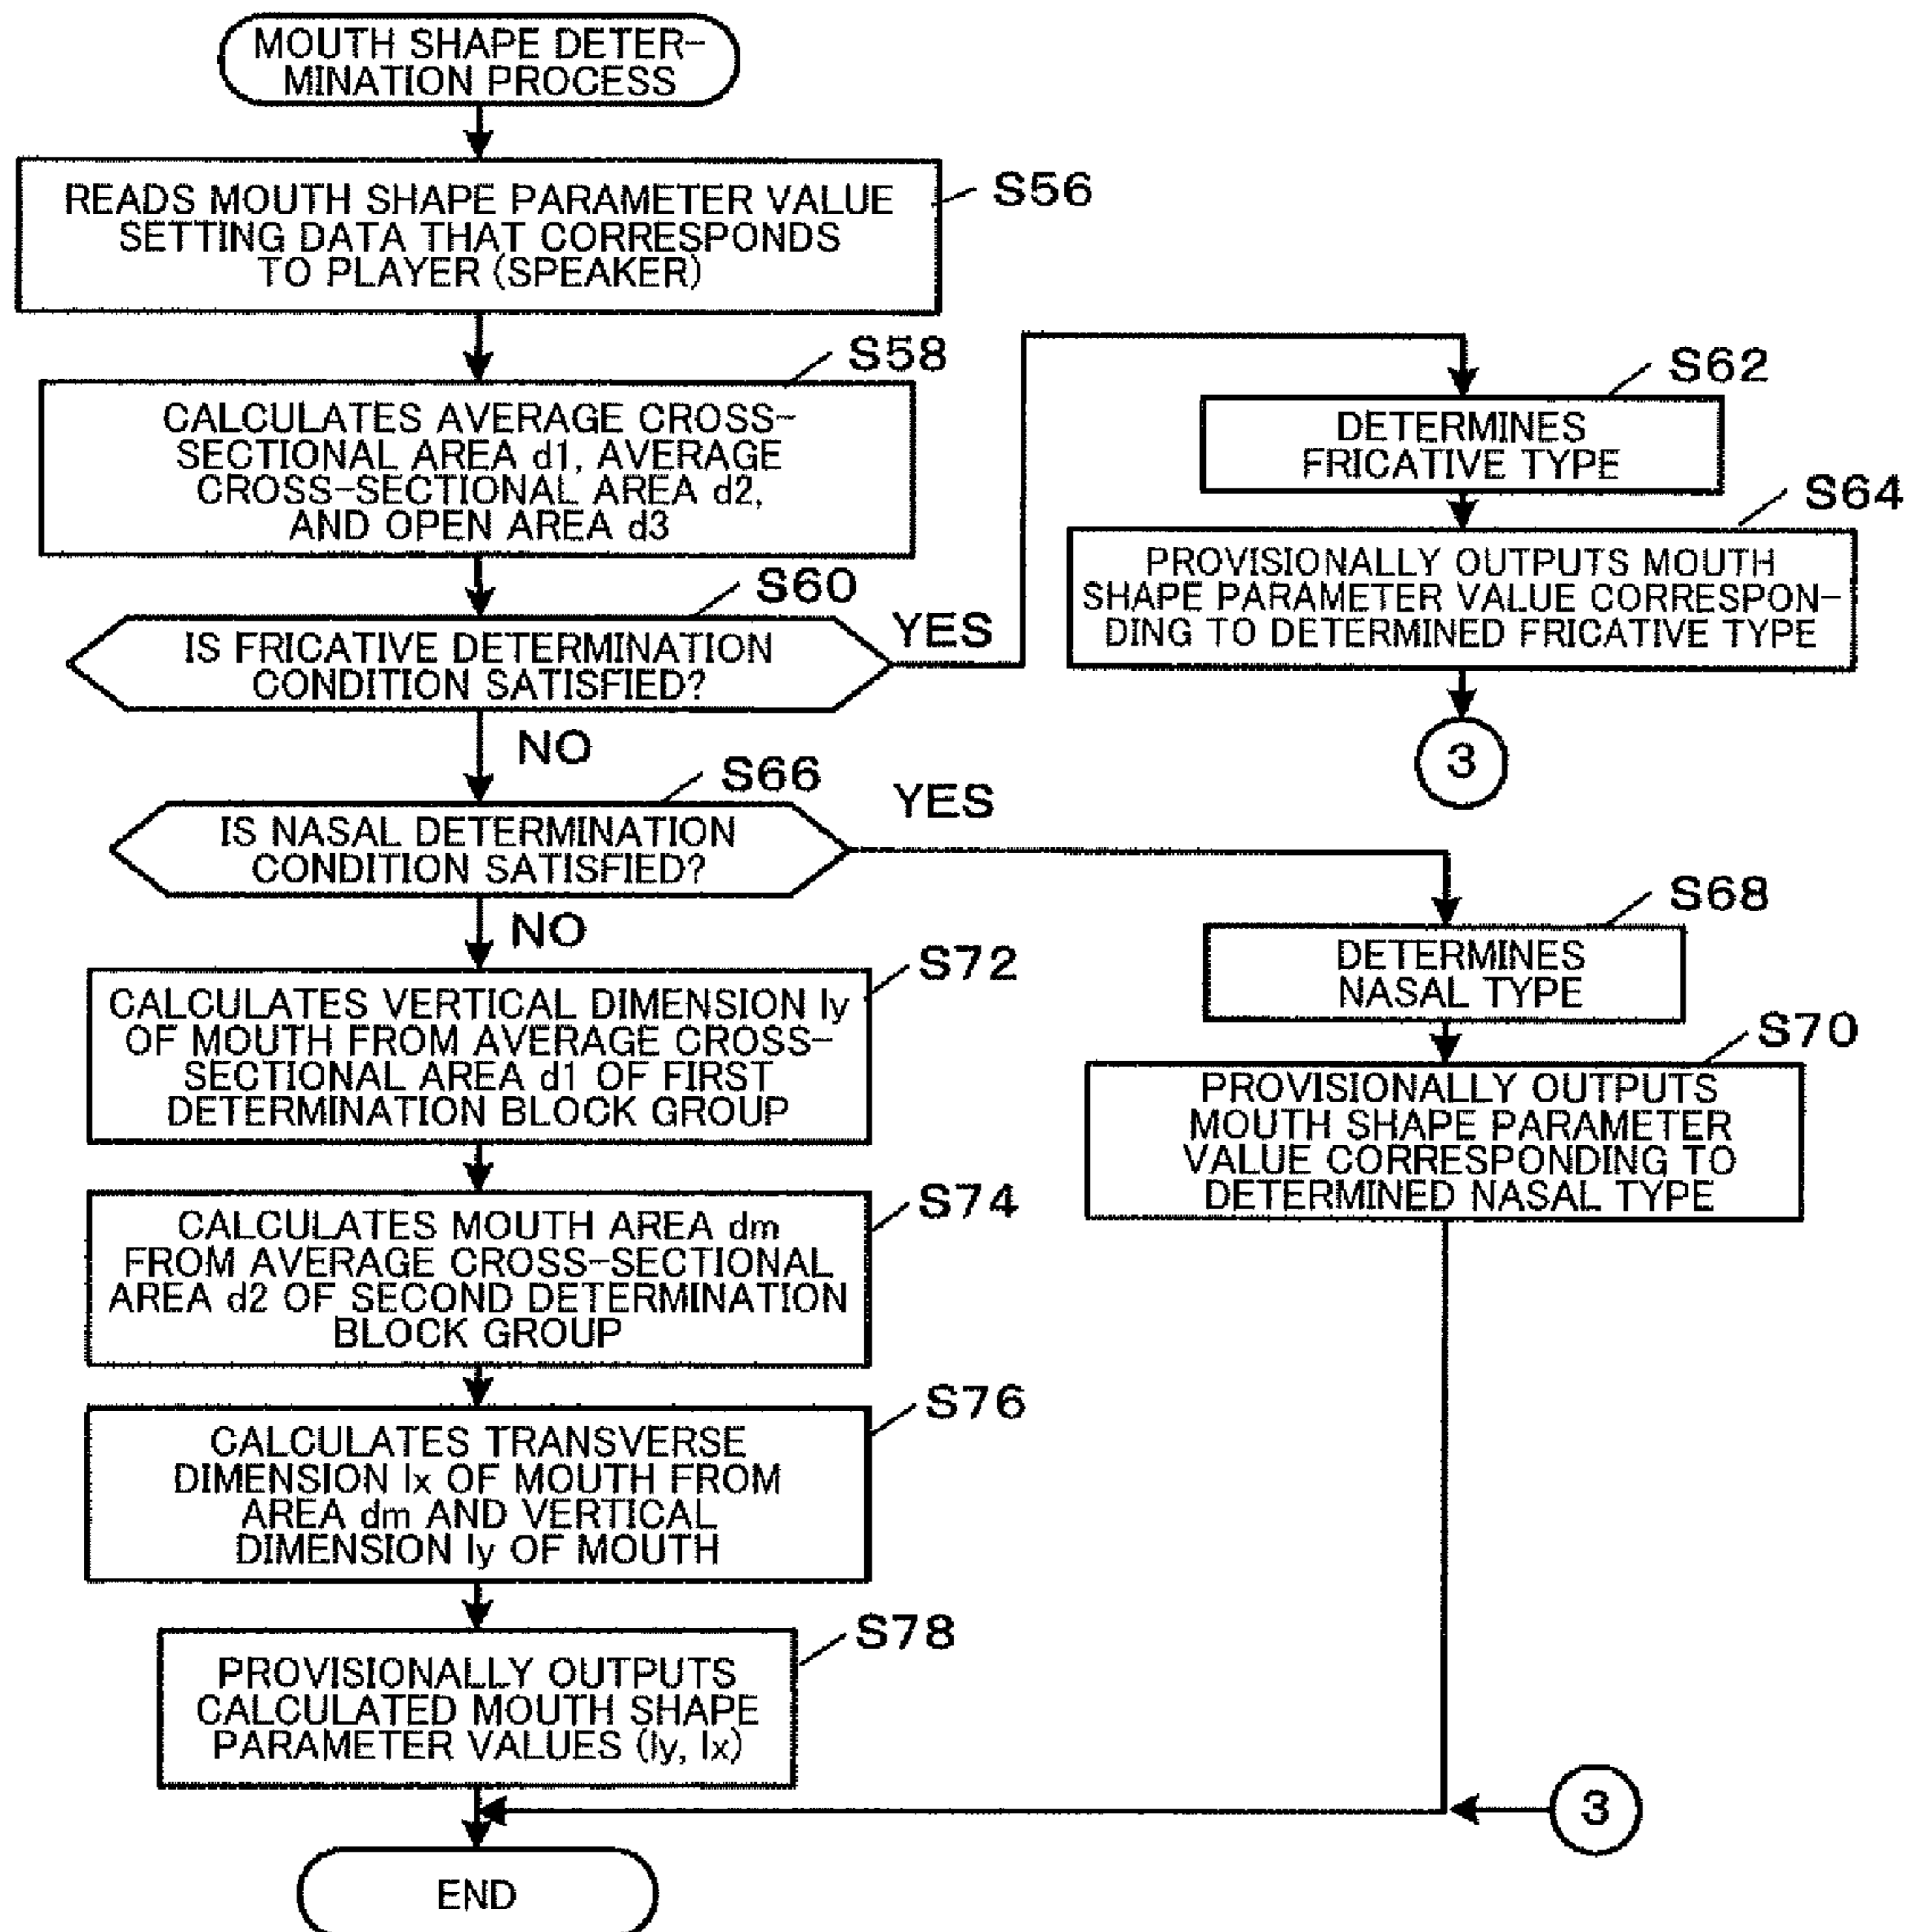 MOUTH SHAPE DETER-
MINATION PROCESS
READS MOUTH SHAPE PARAMETER VALUE
SETTING DATA THAT CORRESPONDS
TO PLAYER (SPEAKER)
S56
CALCULATES AVERAGE CROSS-
SECTIONAL AREA d1, AVERAGE
CROSS-SECTIONAL AREA d2,
AND OPEN AREA d3
S58
IS FRICATIVE DETERMINATION
CONDITION SATISFIED?
S60
YES
NO
DETERMINES
FRICATIVE TYPE
S62
PROVISIONALLY OUTPUTS MOUTH
SHAPE PARAMETER VALUE CORRESPON-
DING TO DETERMINED FRICATIVE TYPE
S64
3
IS NASAL DETERMINATION
CONDITION SATISFIED?
S66
YES
NO
DETERMINES
NASAL TYPE
S68
PROVISIONALLY OUTPUTS
MOUTH SHAPE PARAMETER
VALUE CORRESPONDING TO
DETERMINED NASAL TYPE
S70
CALCULATES VERTICAL DIMENSION ly
OF MOUTH FROM AVERAGE CROSS-
SECTIONAL AREA d1 OF FIRST
DETERMINATION BLOCK GROUP
S72
CALCULATES MOUTH AREA dm
FROM AVERAGE CROSS-SECTIONAL
AREA d2 OF SECOND DETERMINATION
BLOCK GROUP
S74
CALCULATES TRANSVERSE
DIMENSION lx OF MOUTH FROM
AREA dm AND VERTICAL
DIMENSION ly OF MOUTH
S76
PROVISIONALLY OUTPUTS
CALCULATED MOUTH SHAPE
PARAMETER VALUES (ly, lx)
S78
3
END